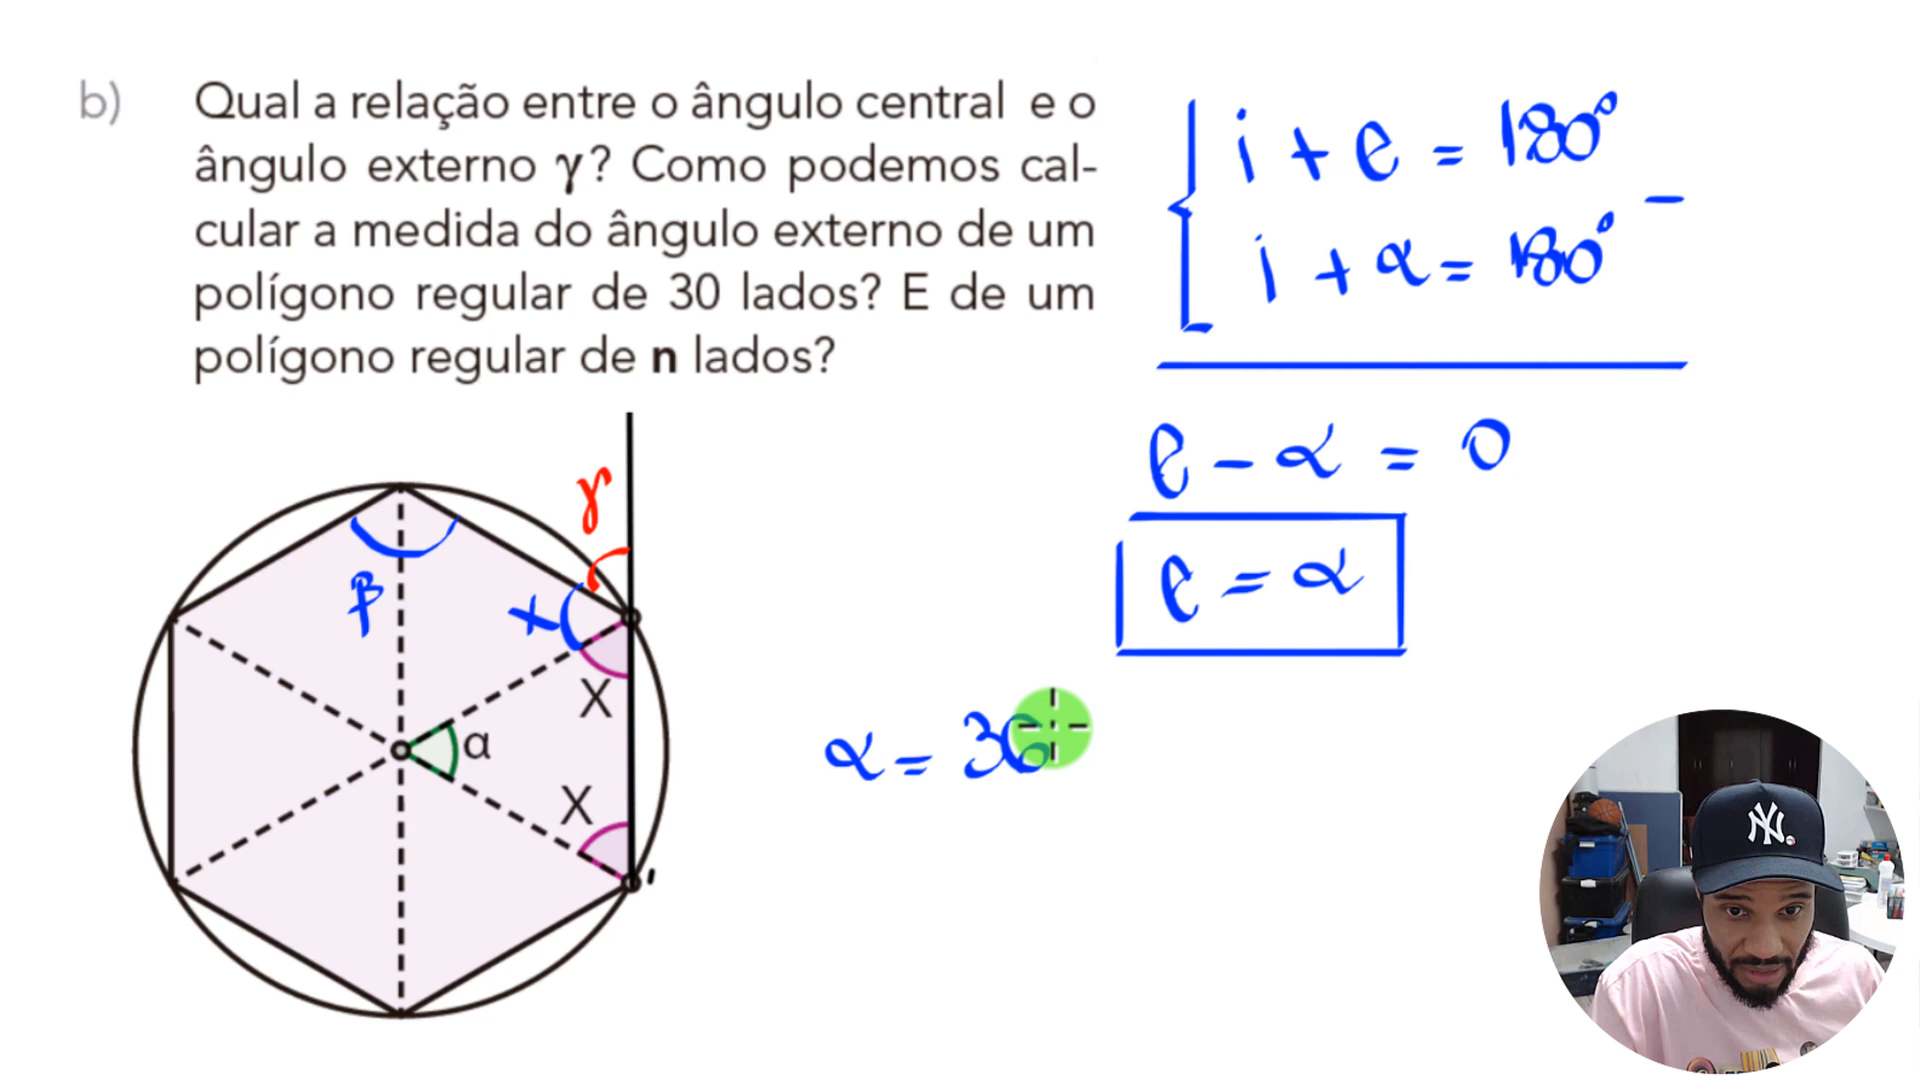 b) Qual a relação entre o ângulo central e o
ângulo externo γ? Como podemos cal-
cular a medida do ângulo externo de um
polígono regular de 30 lados? E de um
polígono regular de n lados?
i + e = 180°
i + α = 180° -
e - α = 0
e = α
γ
β
x
X
α
X
α = 36
NY